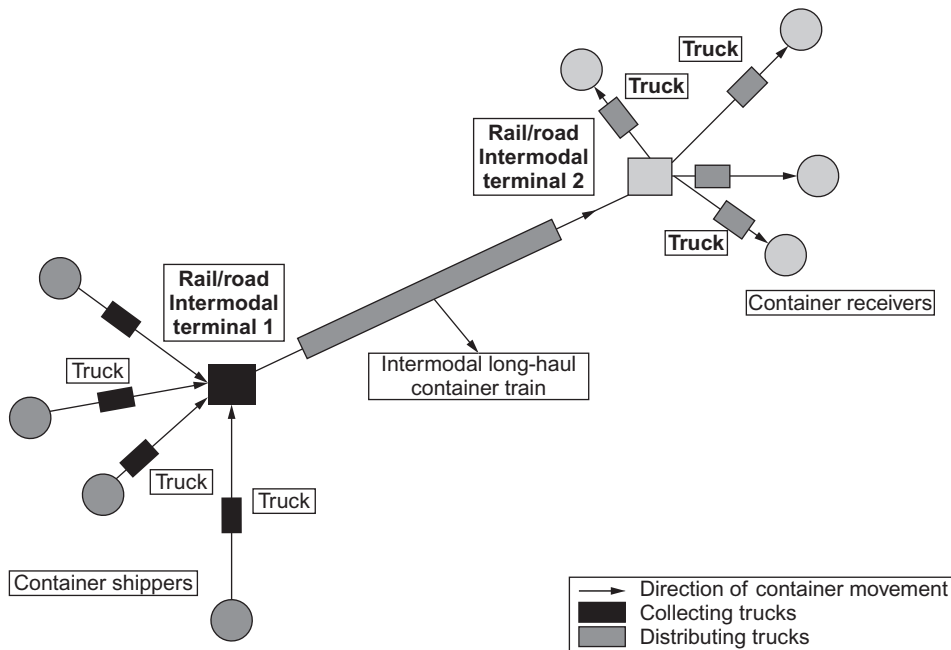 Truck
Truck
Rail/road
Intermodal
terminal 2
Truck
Container receivers
Rail/road
Intermodal
terminal 1
Intermodal long-haul
container train
Truck
Truck
Truck
Container shippers
Direction of container movement
Collecting trucks
Distributing trucks